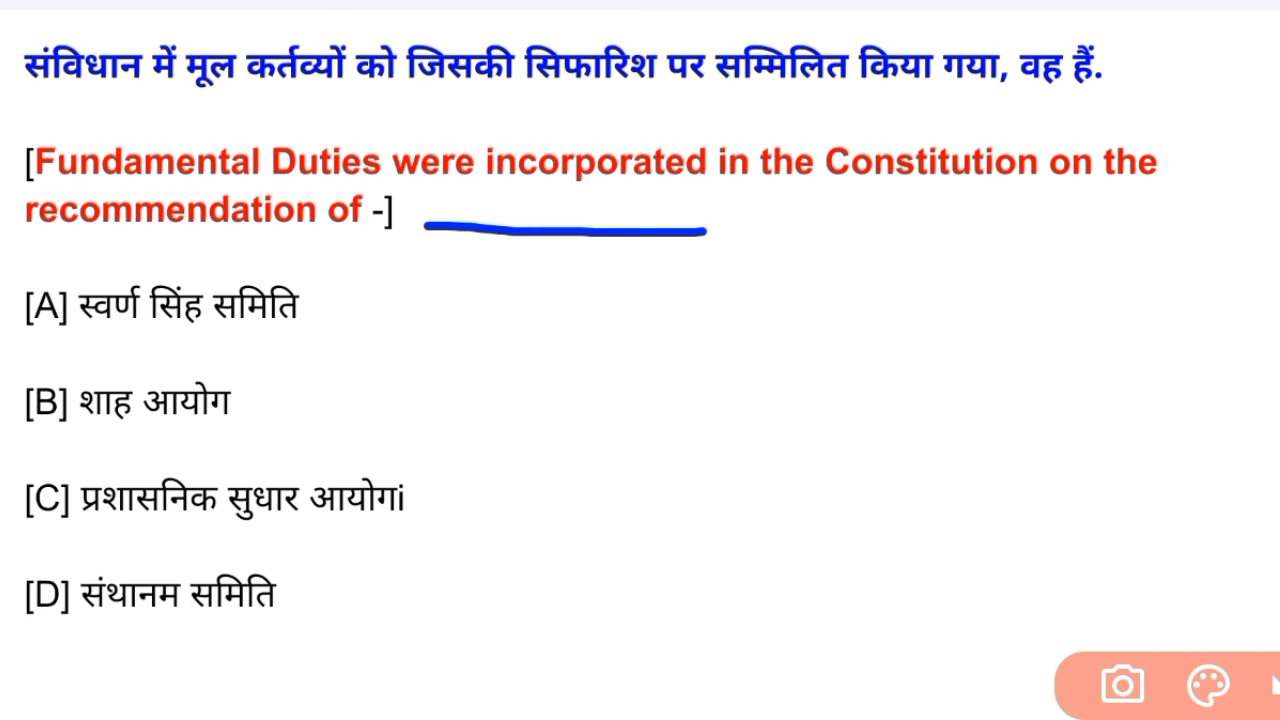 संविधान में मूल कर्तव्यों को जिसकी सिफारिश पर सम्मिलित किया गया, वह हैं.
[Fundamental Duties were incorporated in the Constitution on the
recommendation of -]
[A] स्वर्ण सिंह समिति
[B] शाह आयोग
[C] प्रशासनिक सुधार आयोगi
[D] संथानम समिति